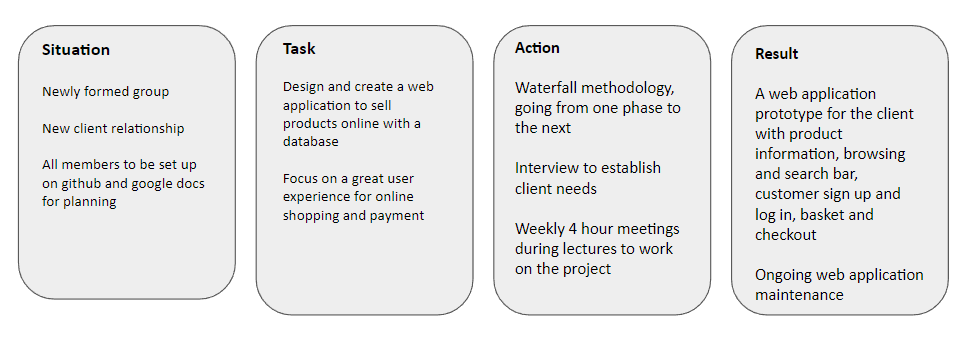 Situation
Newly formed group
New client relationship
All members to be set up
on github and google docs
for planning
Task
Design and create a web
application to sell
products online with a
database
Focus on a great user
experience for online
shopping and payment
Action
Waterfall methodology,
going from one phase to
the next
Interview to establish
client needs
Weekly 4 hour meetings
during lectures to work
on the project
Result
A web application
prototype for the client
with product
information, browsing
and search bar,
customer sign up and
log in, basket and
checkout
Ongoing web application
maintenance